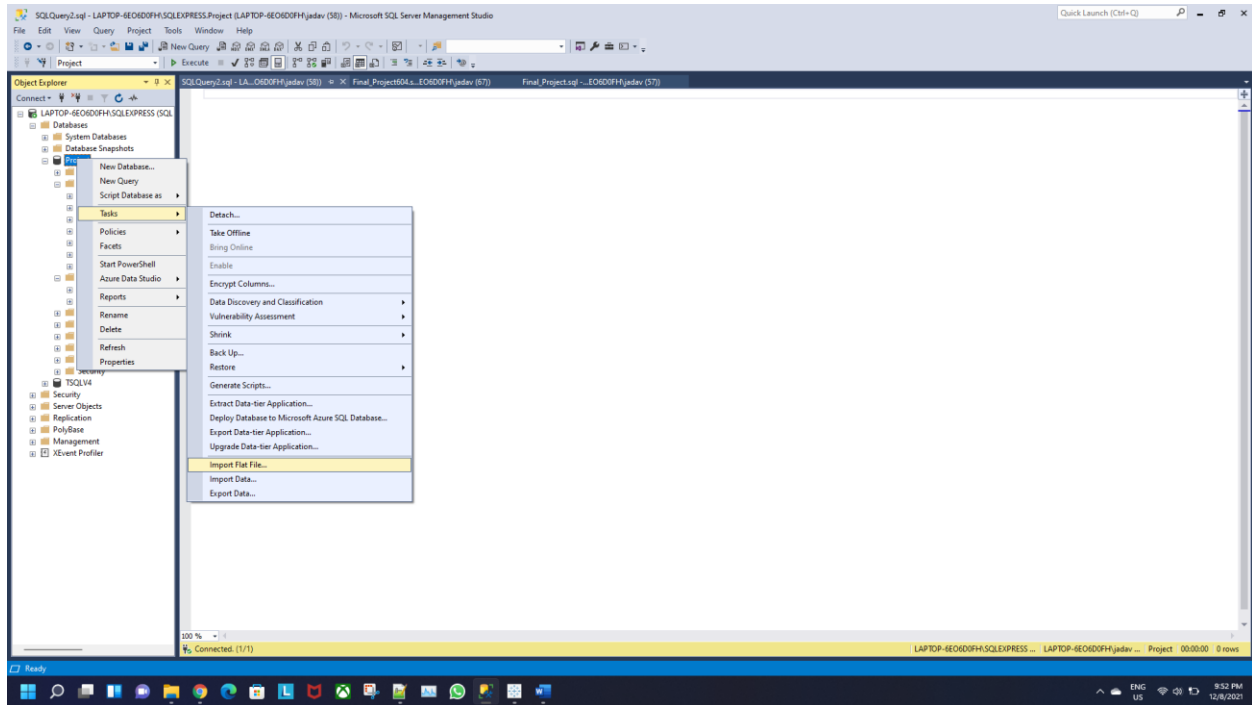 SQLQuery2.sql - LAPTOP-6EO6D0FH\SQLEXPRESS.Project (LAPTOP-6EO6D0FH\jadav (58)) - Microsoft SQL Server Management Studio
Quick Launch (Ctrl+Q)
File Edit View Query Project Tools Window Help
New Query
Project
Execute
Object Explorer
SQLQuery2.sql - LA...O6D0FH\jadav (58))
Final_Project604.s...EO6D0FH\jadav (67))
Final_Project.sql -...EO6D0FH\jadav (57))
Connect
LAPTOP-6EO6D0FH\SQLEXPRESS (SQL
Databases
System Databases
Database Snapshots
New Database...
New Query
Script Database as
Tasks
Policies
Facets
Start PowerShell
Azure Data Studio
Reports
Rename
Delete
Refresh
Properties
Detach...
Take Offline
Bring Online
Enable
Encrypt Columns...
Data Discovery and Classification
Vulnerability Assessment
Shrink
Back Up...
Restore
Generate Scripts...
Extract Data-tier Application...
Deploy Database to Microsoft Azure SQL Database...
Export Data-tier Application...
Upgrade Data-tier Application...
Import Flat File...
Import Data...
Export Data...
Security
TSQLV4
Security
Server Objects
Replication
PolyBase
Management
XEvent Profiler
100 %
Connected. (1/1)
LAPTOP-6EO6D0FH\SQLEXPRESS ...
LAPTOP-6EO6D0FH\jadav ...
Project
00:00:00
0 rows
Ready
ENG
US
9:52 PM
12/8/2021